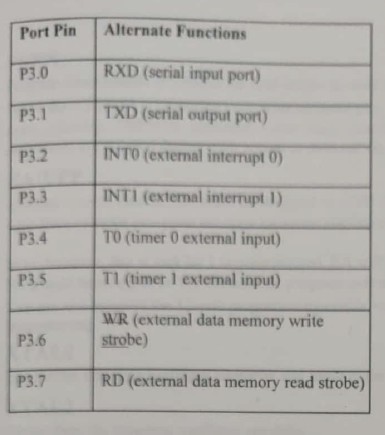 Port Pin Alternate Functions
P3.0 RXD (serial input port)
P3.1 TXD (serial output port)
P3.2 INT0 (external interrupt 0)
P3.3 INT1 (external interrupt 1)
P3.4 T0 (timer 0 external input)
P3.5 T1 (timer 1 external input)
P3.6 WR (external data memory write
strobe)
P3.7 RD (external data memory read strobe)